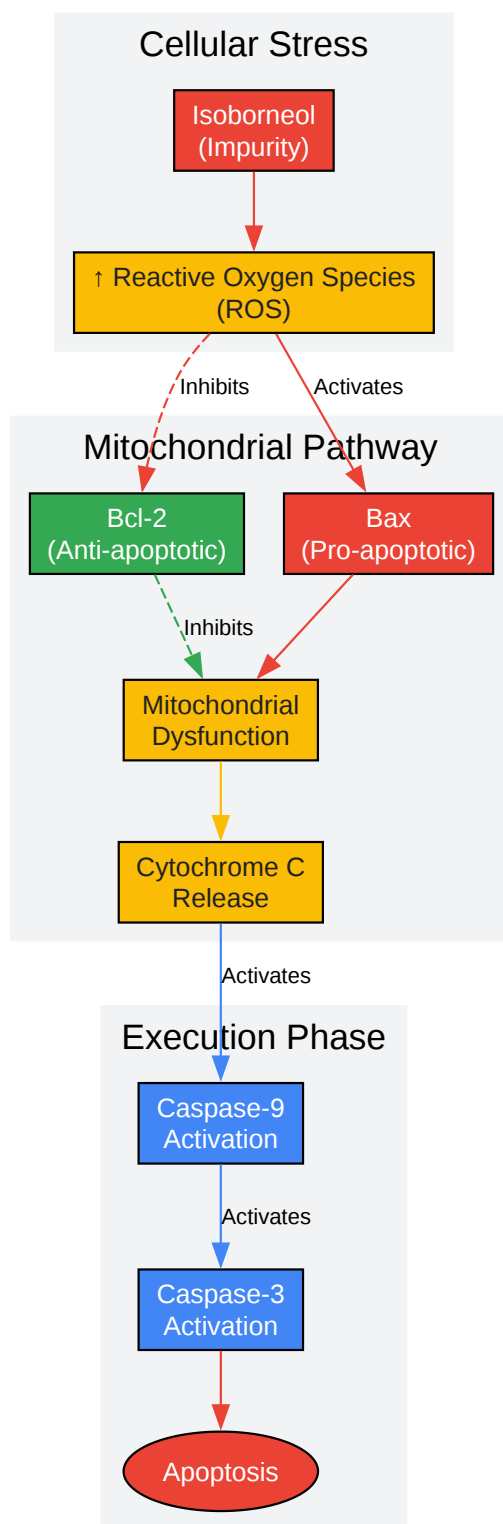 Cellular Stress
Isoborneol
(Impurity)
↑ Reactive Oxygen Species
(ROS)
Inhibits
Activates
Mitochondrial Pathway
Bcl-2
(Anti-apoptotic)
Bax
(Pro-apoptotic)
Inhibits
Mitochondrial
Dysfunction
Cytochrome C
Release
Activates
Execution Phase
Caspase-9
Activation
Activates
Caspase-3
Activation
Apoptosis